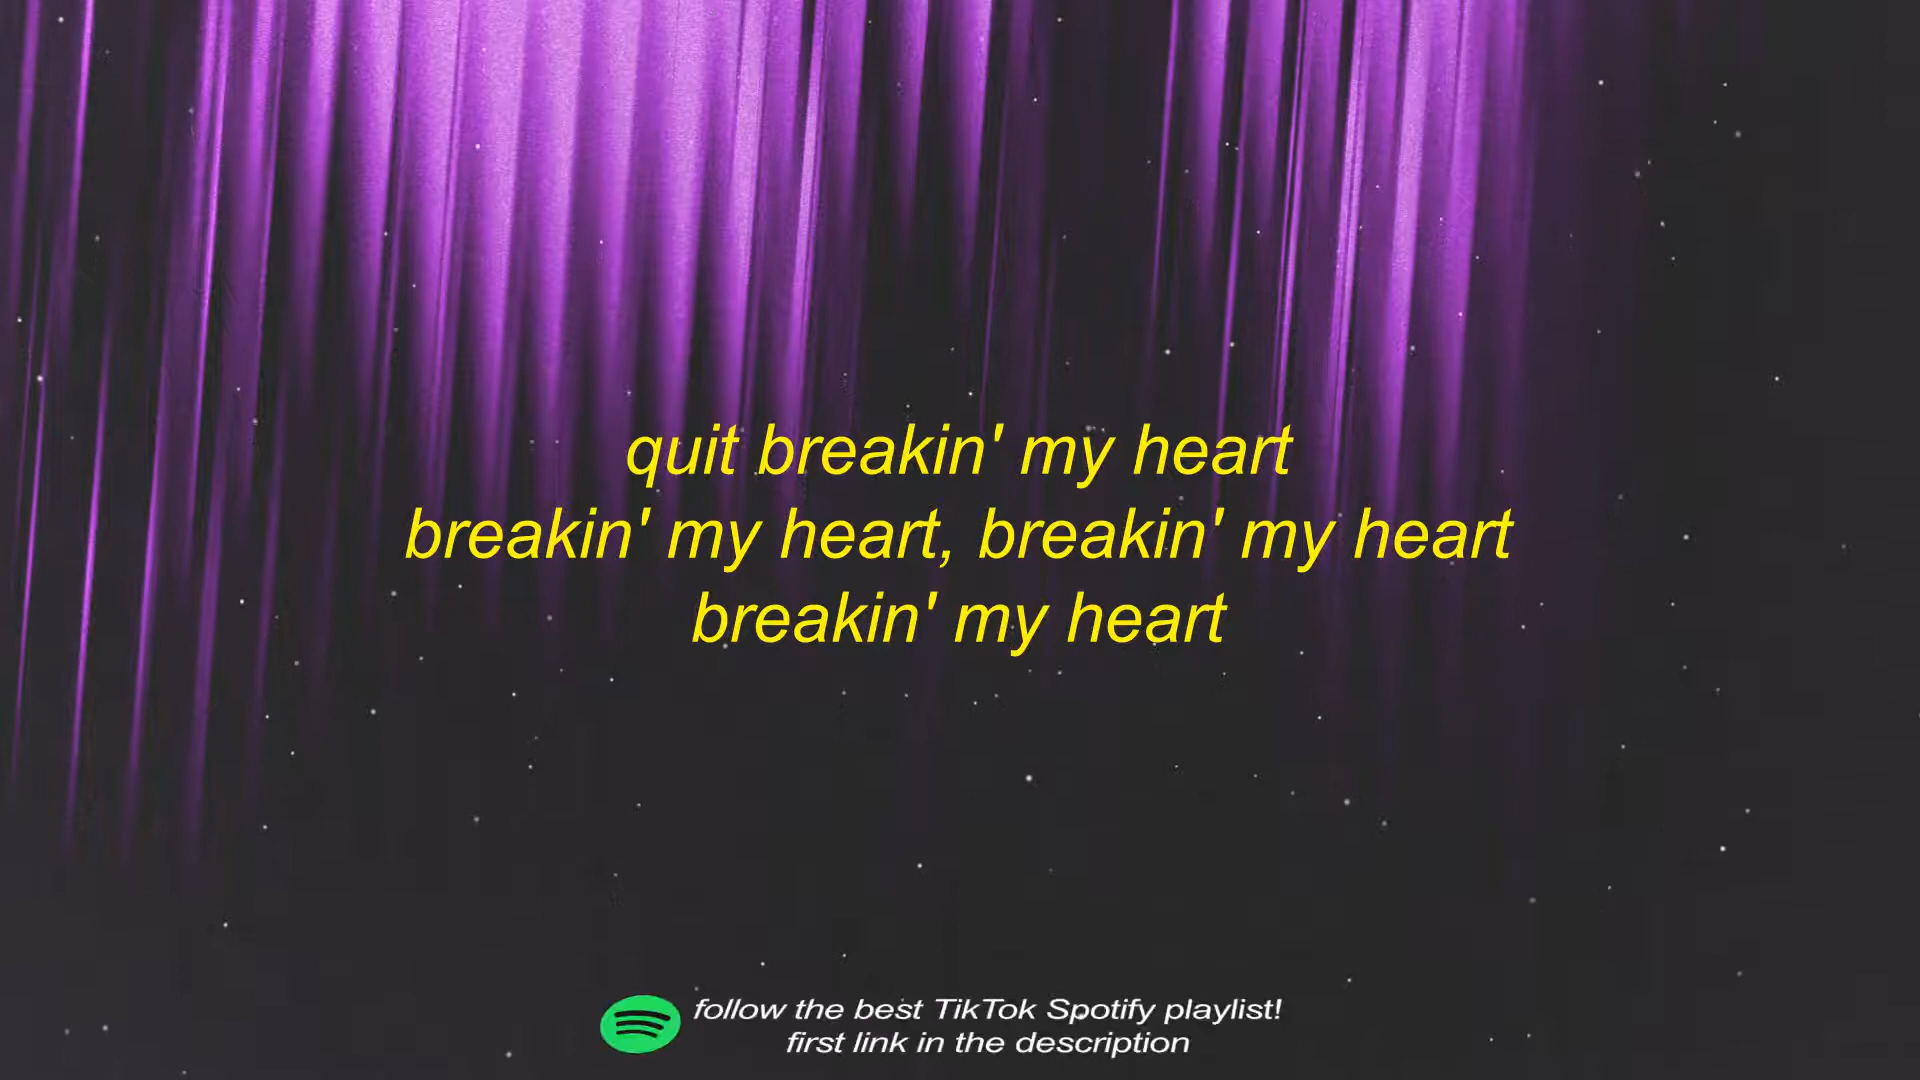 quit breakin' my heart
breakin' my heart, breakin' my heart
breakin' my heart
follow the best TikTok Spotify playlist!
first link in the description